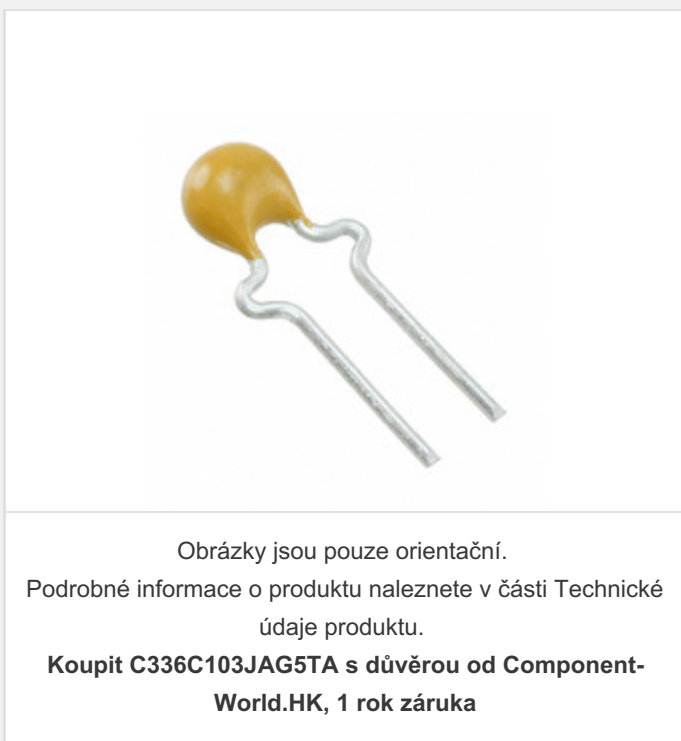 Obrázky jsou pouze orientační.
Podrobné informace o produktu naleznete v části Technické
údaje produktu.
Koupit C336C103JAG5TA s důvěrou od Component-
World.HK, 1 rok záruka